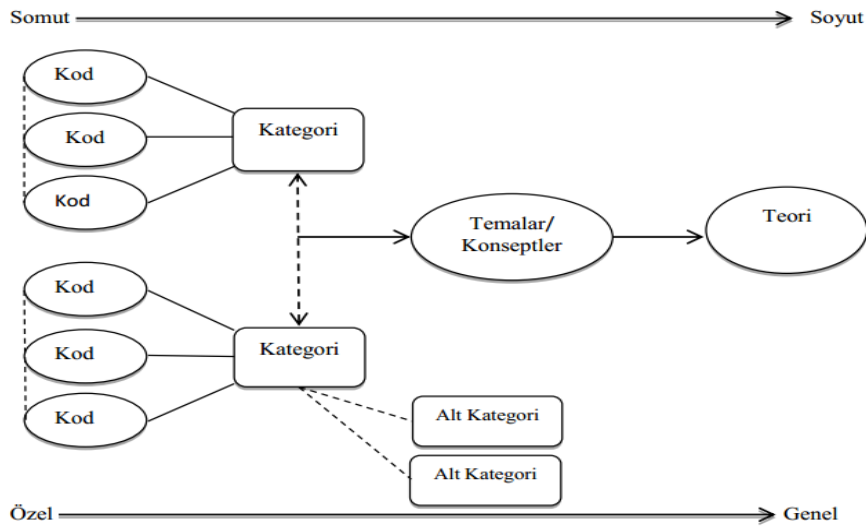 Somut Soyut
Kod
Kod
Kod
Kategori
Temalar/
Konseptler
Teori
Kod
Kod
Kod
Kategori
Alt Kategori
Alt Kategori
Özel Genel